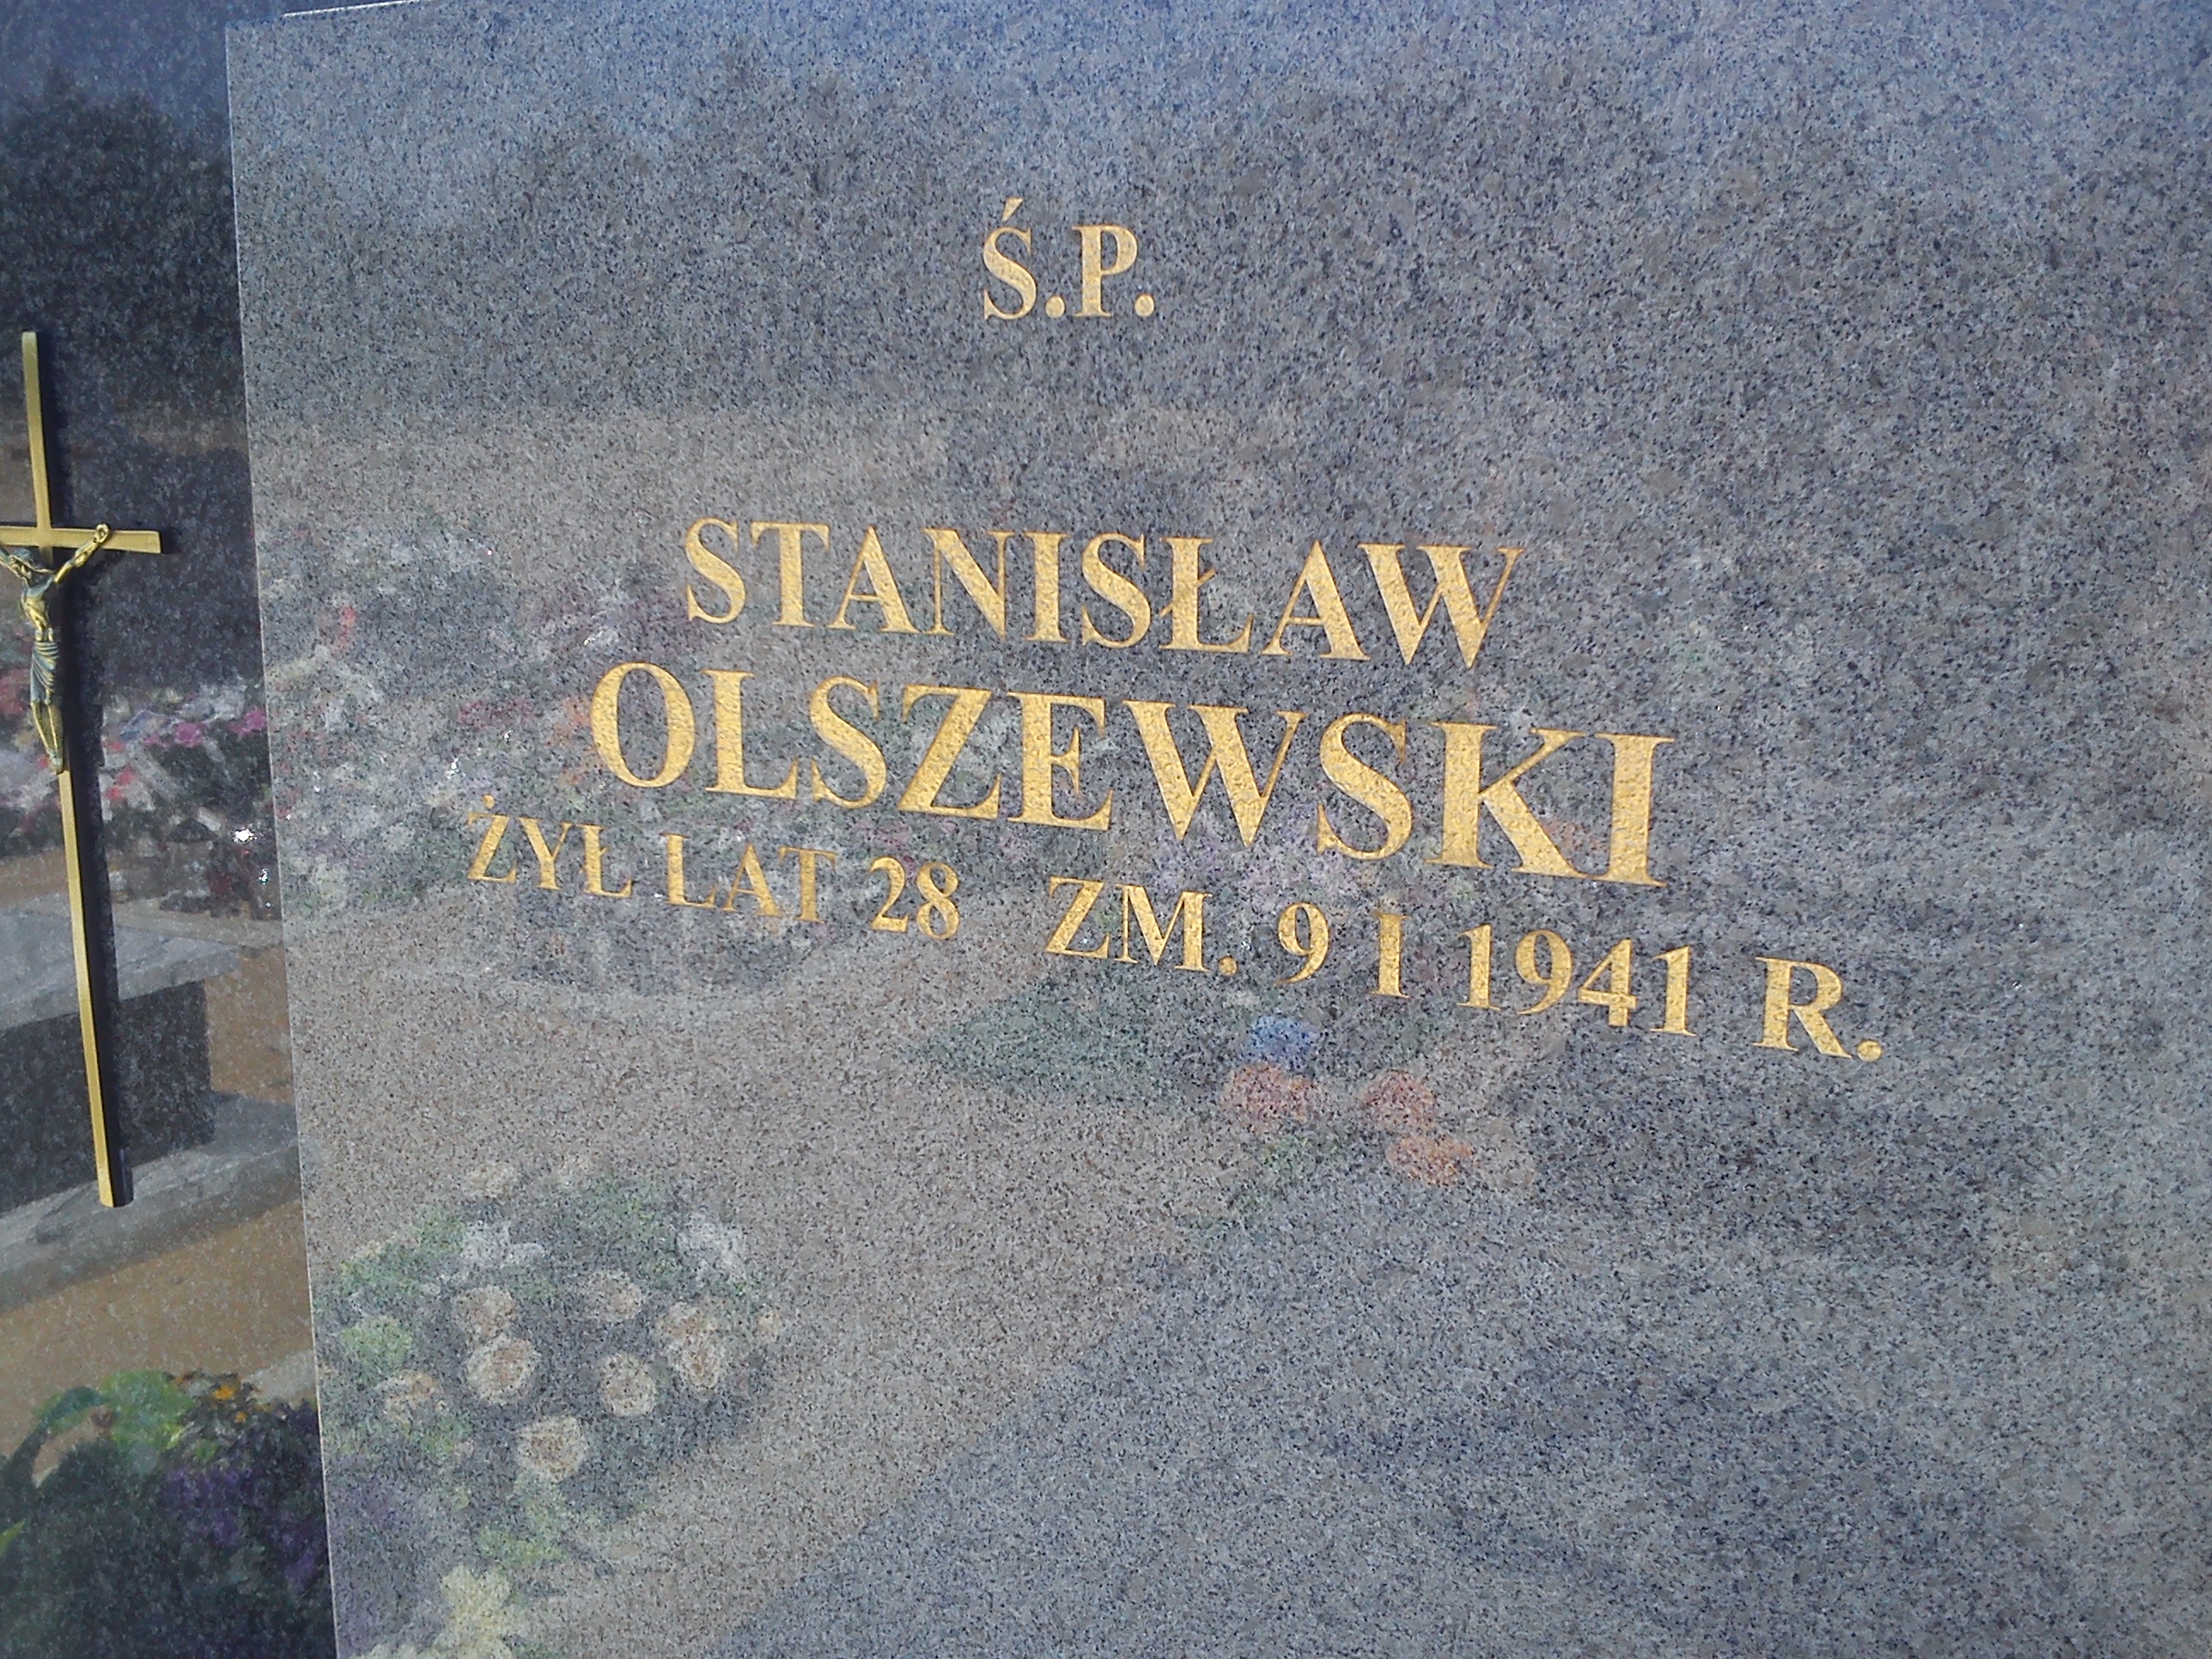 Ś.P.
STANISŁAW
OLSZEWSKI
ŻYŁ LAT 28 ZM. 9 I 1941 R.